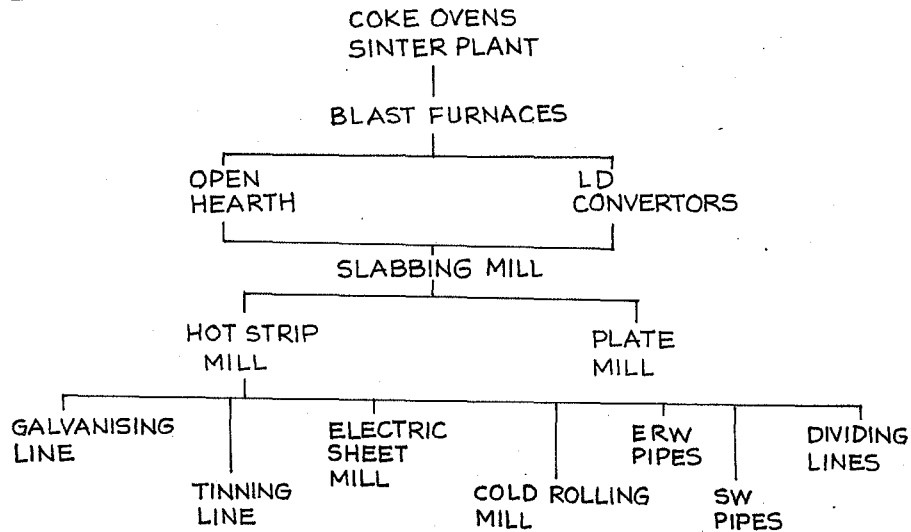 COKE OVENS
SINTER PLANT
BLAST FURNACES
OPEN
HEARTH
LD
CONVERTORS
SLABBING MILL
HOT STRIP
MILL
PLATE
MILL
GALVANISING
LINE
TINNING
LINE
ELECTRIC
SHEET
MILL
COLD ROLLING
MILL
ERW
PIPES
SW
PIPES
DIVIDING
LINES